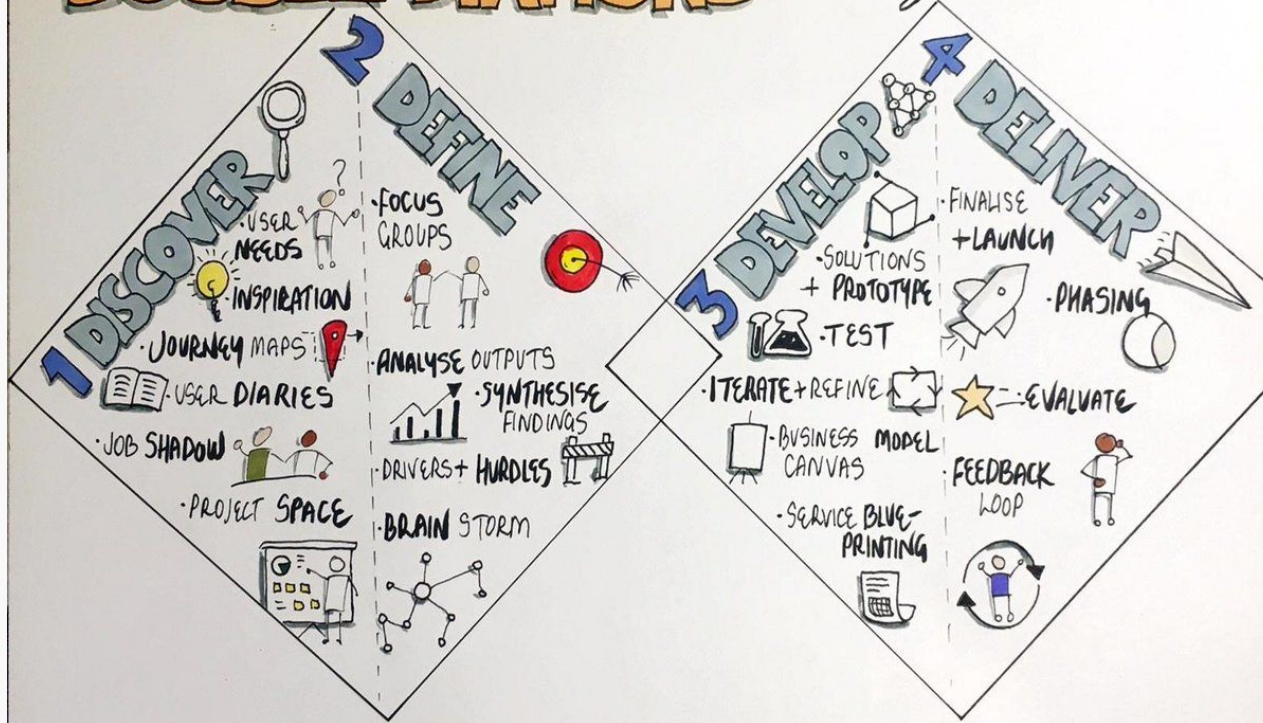 DOUBLE DIAMONDS
1 DISCOVER
?
·USER
NEEDS
·INSPIRATION
·JOURNEY MAPS
·USER DIARIES
·JOB SHADOW
·PROJECT SPACE
2 DEFINE
·FOCUS
GROUPS
·ANALYSE OUTPUTS
·SYNTHESISE
FINDINGS
·DRIVERS + HURDLES
·BRAIN STORM
3 DEVELOP
·SOLUTIONS
+ PROTOTYPE
·TEST
·ITERATE + REFINE
·BUSINESS MODEL
CANVAS
·SERVICE BLUE-
PRINTING
4 DELIVER
·FINALISE
+ LAUNCH
·PHASING
·EVALUATE
·FEEDBACK
LOOP